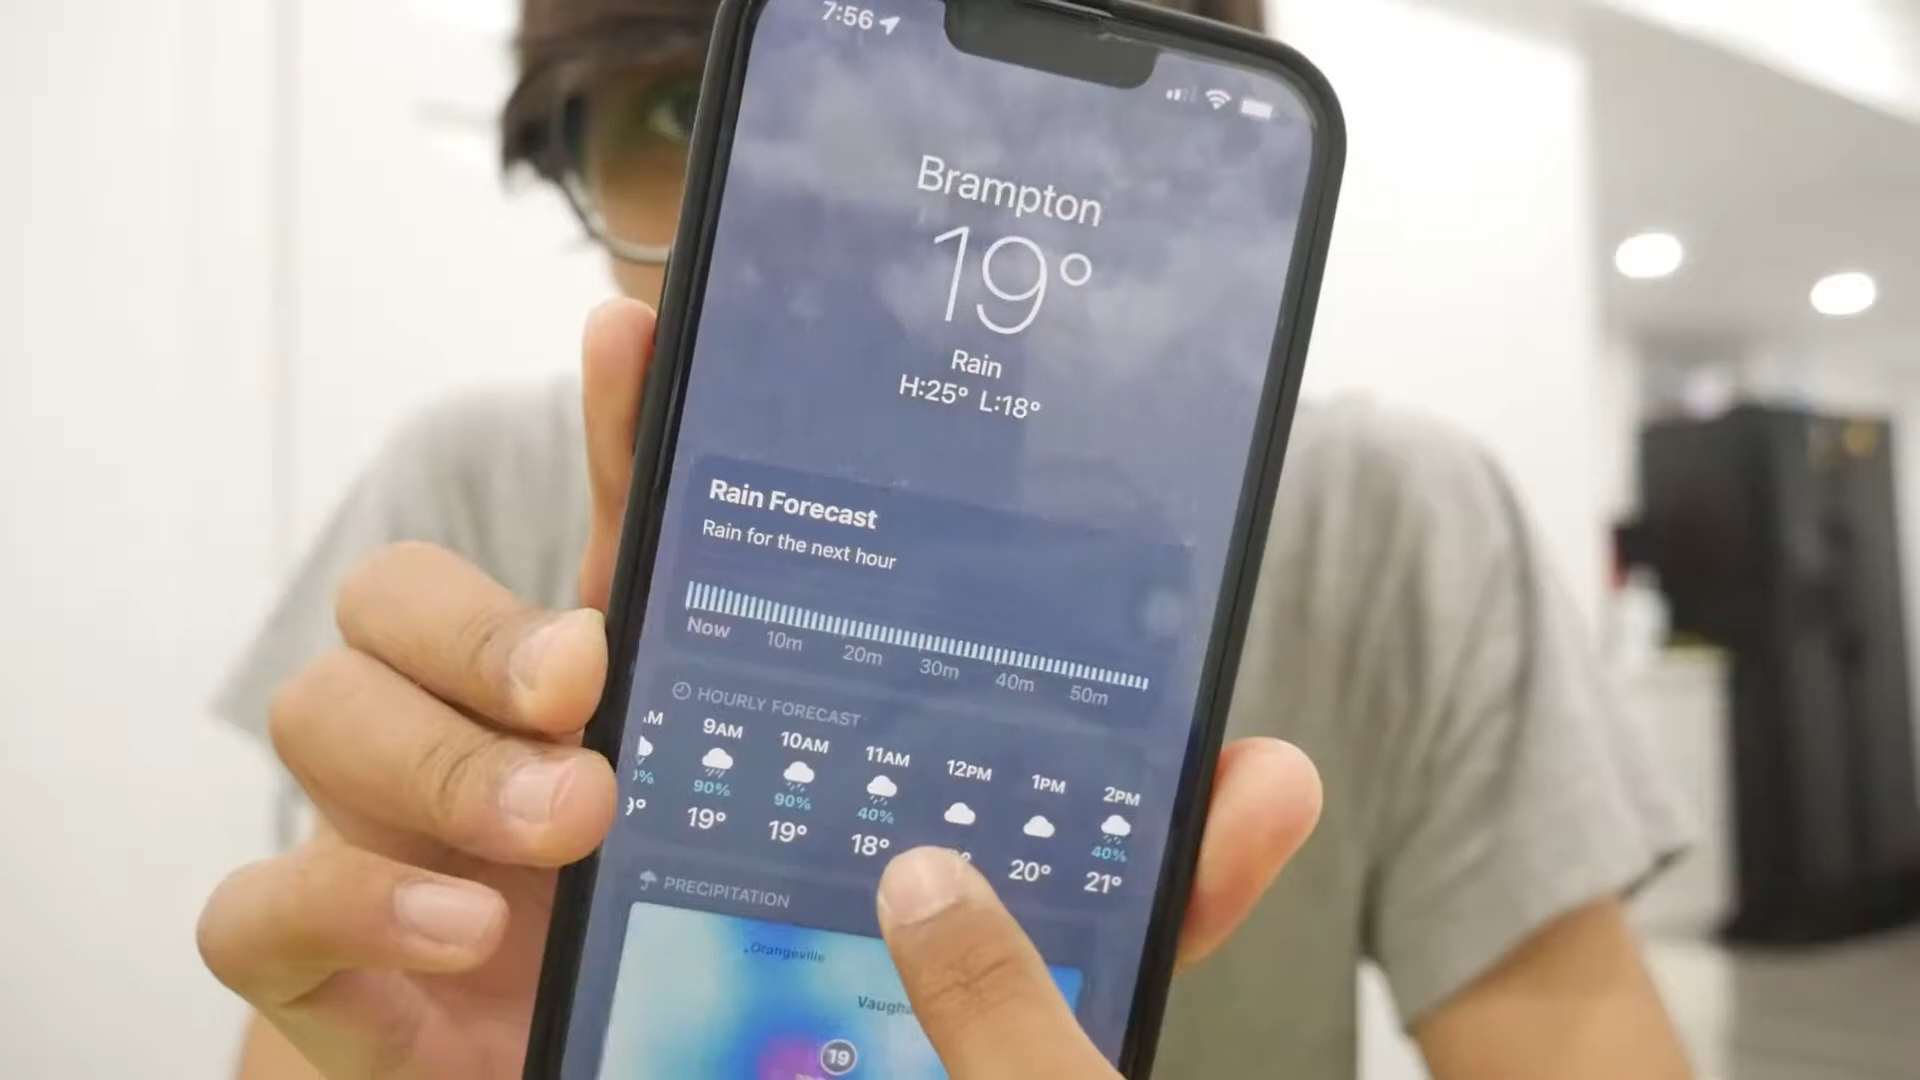 7:56
Brampton
19°
Rain
H:25° L:18°
Rain Forecast
Rain for the next hour
Now 10m 20m 30m 40m 50m
HOURLY FORECAST
9AM 10AM 11AM 12PM 1PM 2PM
90% 90% 40% 40%
19° 19° 18° 20° 21°
PRECIPITATION
Orangeville
19